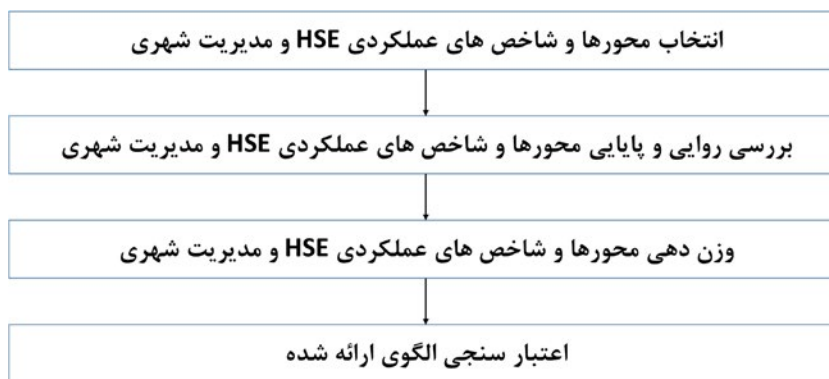 انتخاب محورها و شاخص های عملکردی HSE و مدیریت شهری
بررسی روایی و پایایی محورها و شاخص های عملکردی HSE و مدیریت شهری
وزن دهی محورها و شاخص های عملکردی HSE و مدیریت شهری
اعتبار سنجی الگوی ارائه شده